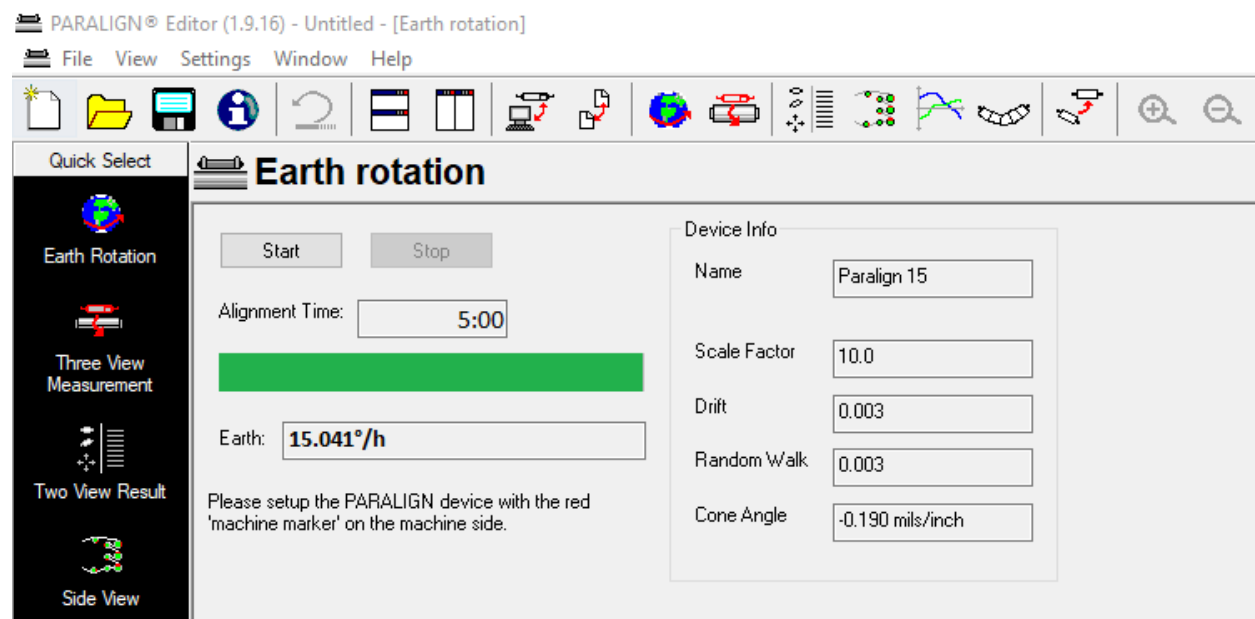 PARALIGN® Editor (1.9.16) - Untitled - [Earth rotation]
File View Settings Window Help
Quick Select
Earth Rotation
Three View
Measurement
Two View Result
Side View
Earth rotation
Start Stop
Alignment Time: 5:00
Earth: 15.041°/h
Please setup the PARALIGN device with the red
'machine marker' on the machine side.
Device Info
Name Paralign 15
Scale Factor 10.0
Drift 0.003
Random Walk 0.003
Cone Angle -0.190 mils/inch